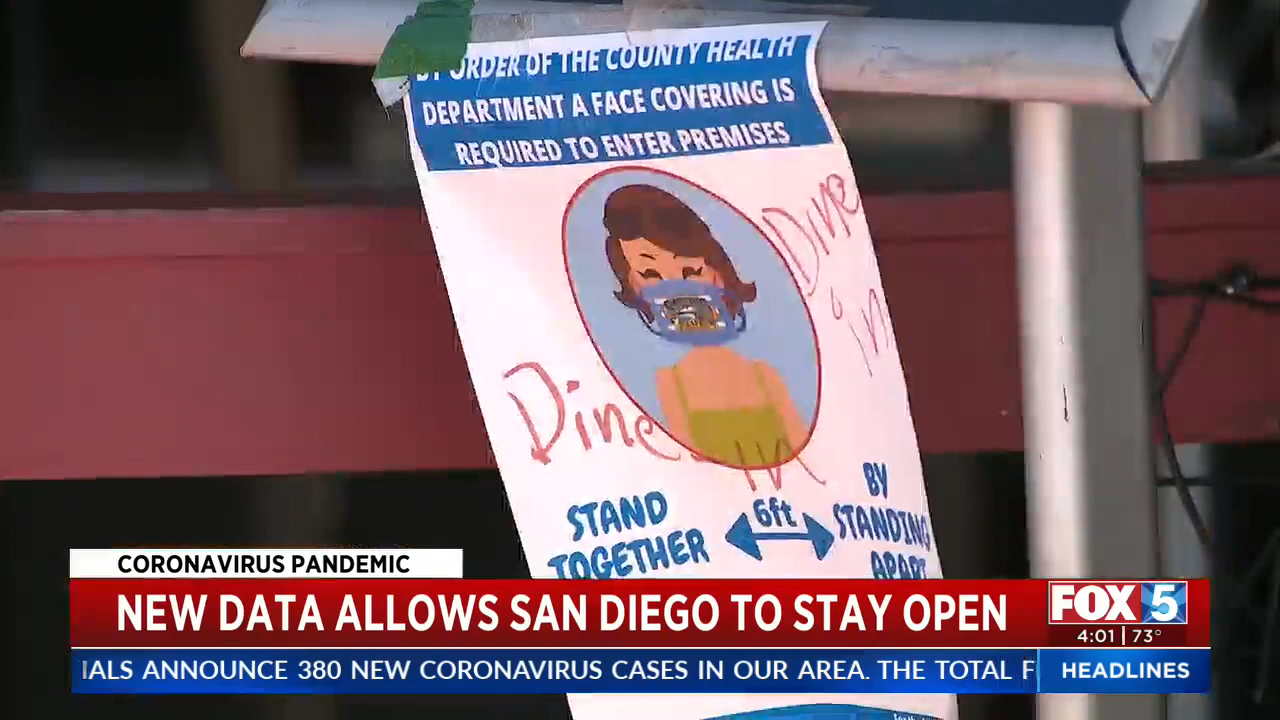 BY ORDER OF THE COUNTY HEALTH
DEPARTMENT A FACE COVERING IS
REQUIRED TO ENTER PREMISES
Dine
in
Dine
in
STAND
TOGETHER
6ft
BY
STANDING
APART
CORONAVIRUS PANDEMIC
NEW DATA ALLOWS SAN DIEGO TO STAY OPEN
FOX 5
4:01 | 73°
IALS ANNOUNCE 380 NEW CORONAVIRUS CASES IN OUR AREA. THE TOTAL F
HEADLINES